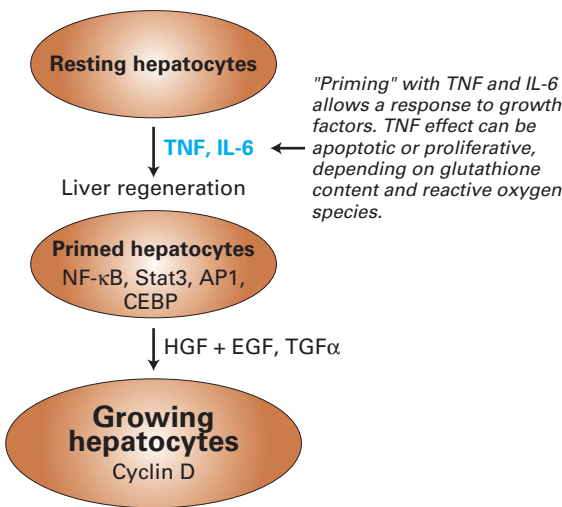 Resting hepatocytes
TNF, IL-6
"Priming" with TNF and IL-6
allows a response to growth
factors. TNF effect can be
apoptotic or proliferative,
depending on glutathione
content and reactive oxygen
species.
Liver regeneration
Primed hepatocytes
NF-κB, Stat3, AP1,
CEBP
HGF + EGF, TGFα
Growing
hepatocytes
Cyclin D